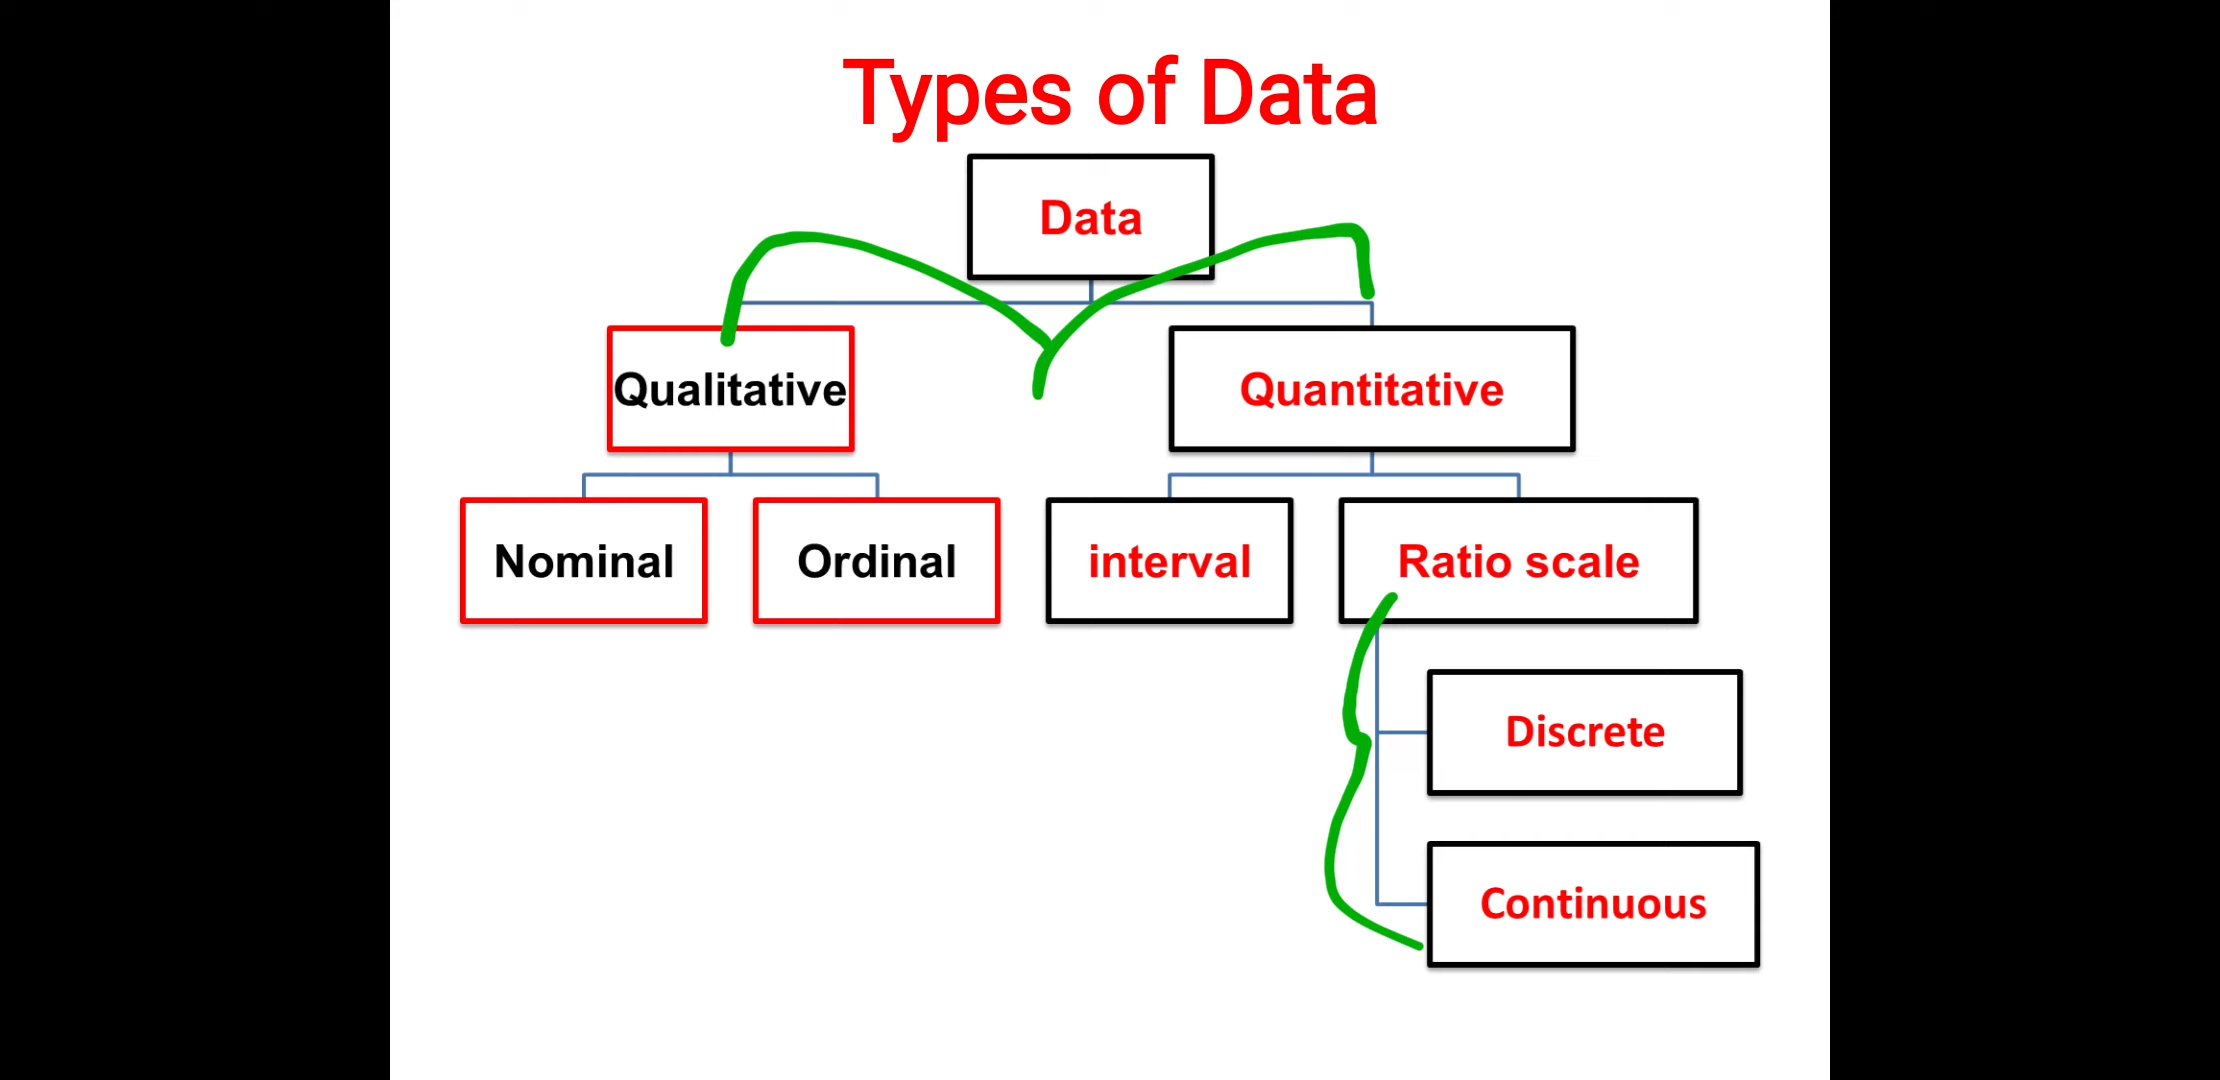 Types of Data
Data
Qualitative
Quantitative
Nominal
Ordinal
interval
Ratio scale
Discrete
Continuous